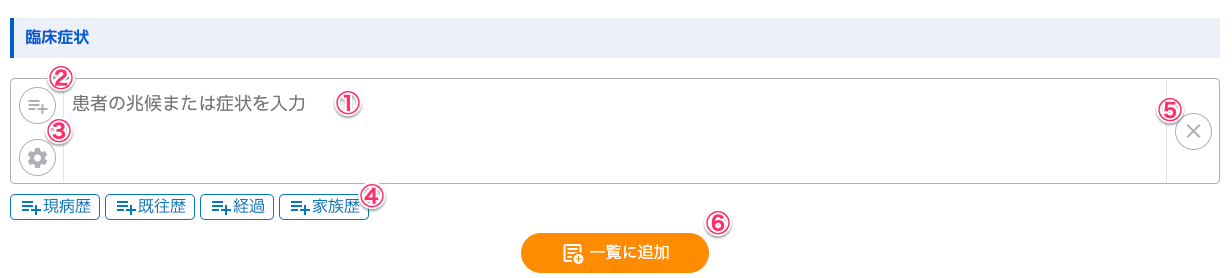 臨床症状
②
患者の兆候または症状を入力 ①
③
⑤
現病歴 既往歴 経過 家族歴 ④
⑥
一覧に追加